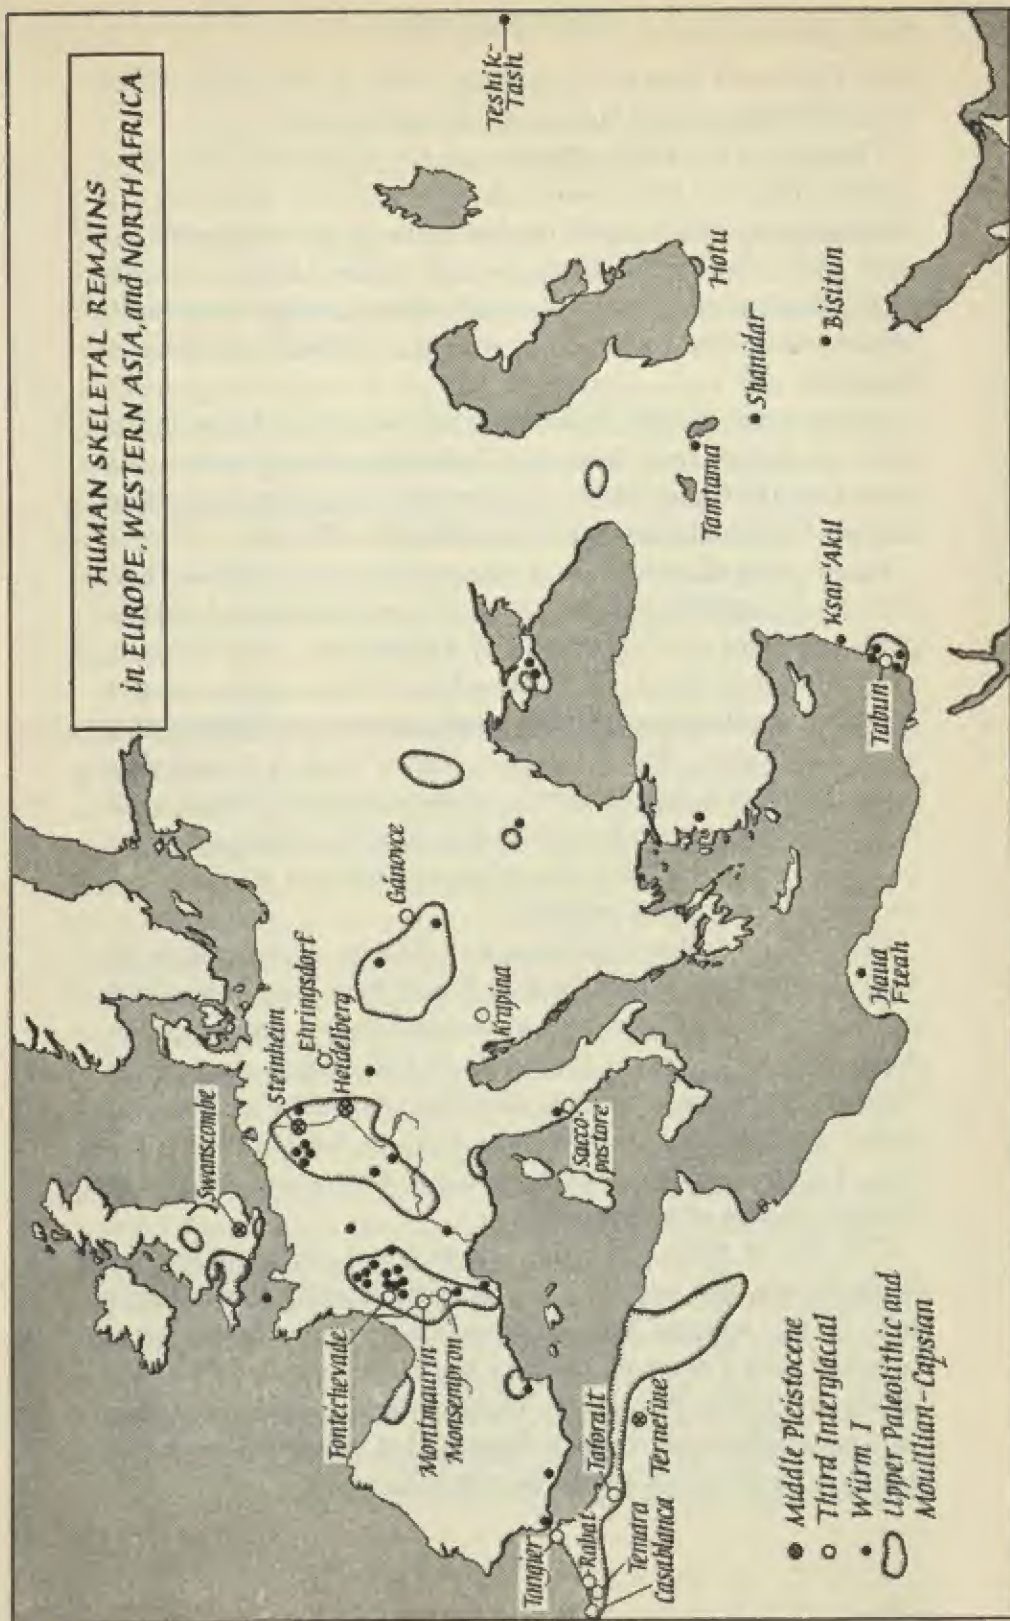 HUMAN SKELETAL REMAINS
in EUROPE, WESTERN ASIA, and NORTH AFRICA
Teshik-
Tash
Swanscombe
Steinheim
Ehringsdorf
Heidelberg
Gánovce
Krapina
Fontéchevade
Montmaurin
Monsempron
Sacco-
pastore
Hotu
Tamtama
Shanidar
Bisitun
Ksar 'Akil
Tabun
Haua
Fteah
Tangier
Rabat
Taforalt
Temara
Casablanca
Ternefine
Middle Pleistocene
Third Interglacial
Würm I
Upper Paleolithic and
Mouillian-Capsian